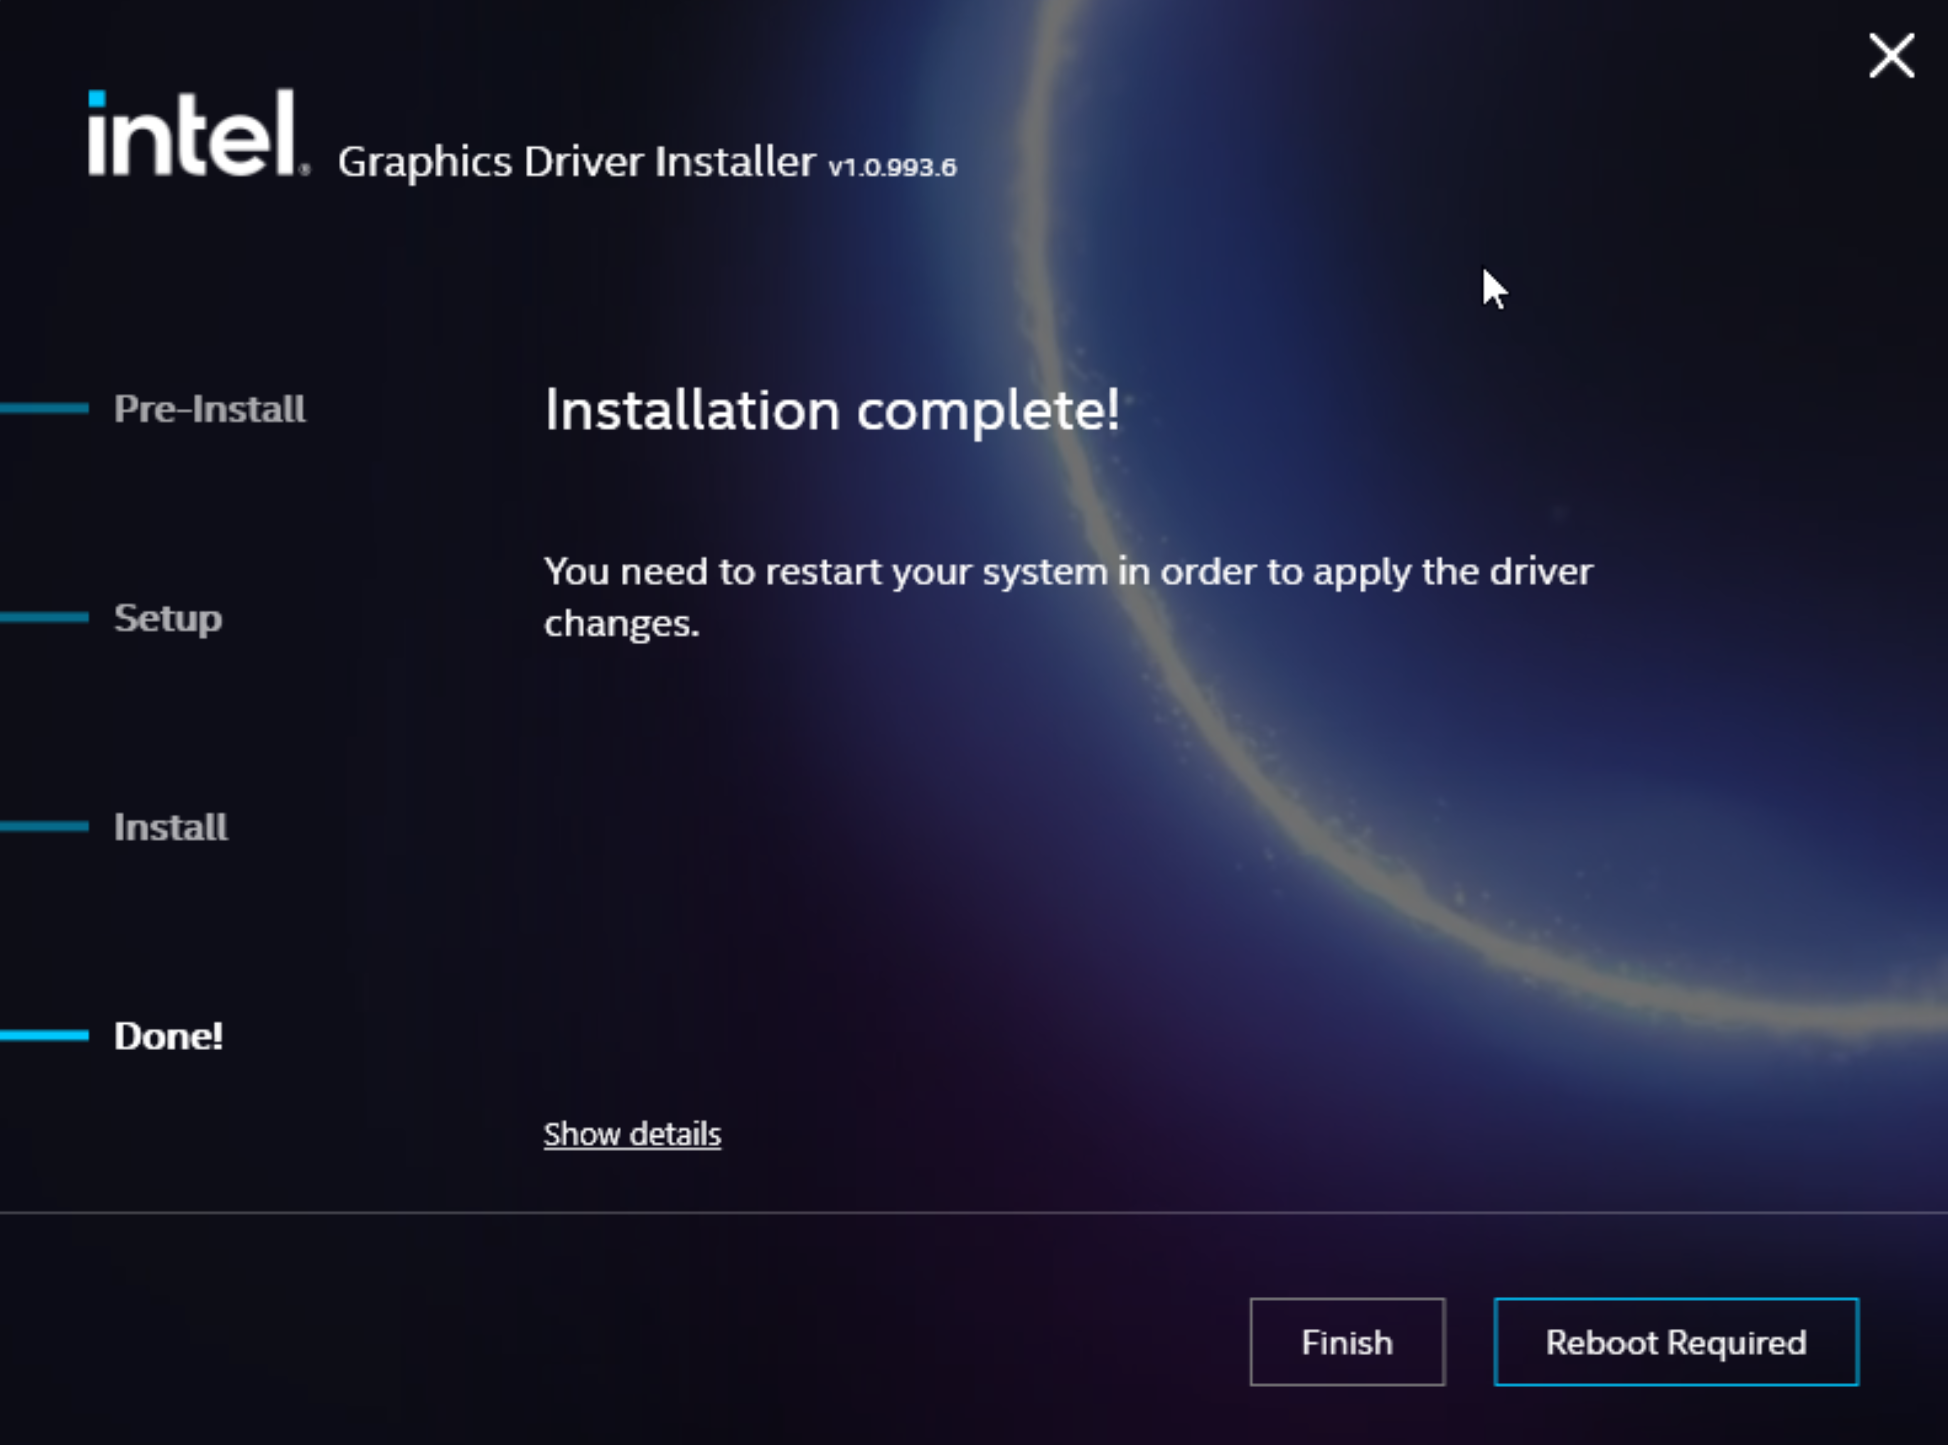 intel® Graphics Driver Installer v1.0.993.6
Pre-Install
Installation complete!
You need to restart your system in order to apply the driver
changes.
Setup
Install
Done!
Show details
Finish
Reboot Required